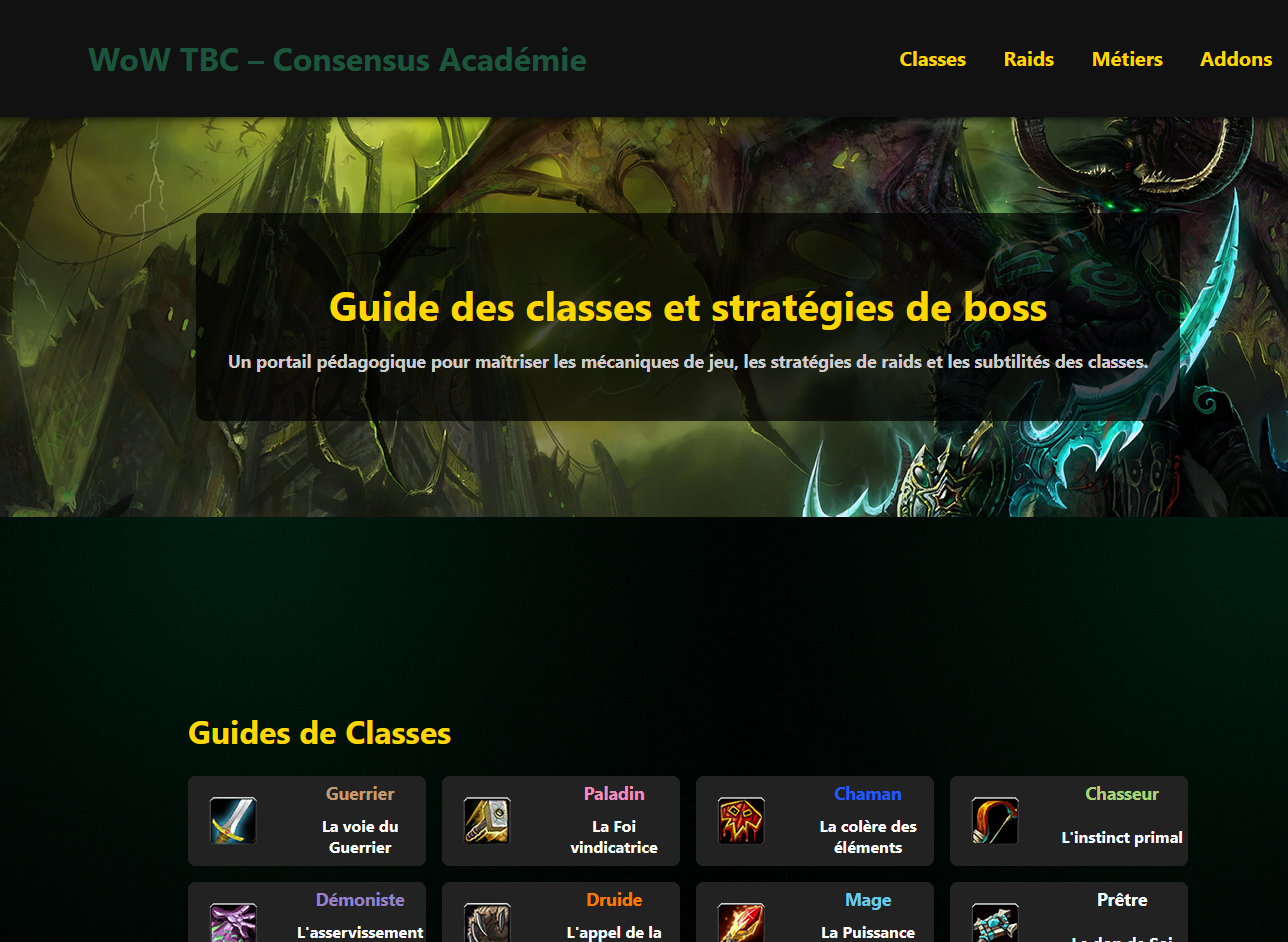 WoW TBC – Consensus Académie
Classes Raids Métiers Addons
Guide des classes et stratégies de boss
Un portail pédagogique pour maîtriser les mécaniques de jeu, les stratégies de raids et les subtilités des classes.
Guides de Classes
Guerrier
La voie du
Guerrier
Paladin
La Foi
vindicatrice
Chaman
La colère des
éléments
Chasseur
L'instinct primal
Démoniste
L'asservissement
Druide
L'appel de la
Mage
La Puissance
Prêtre